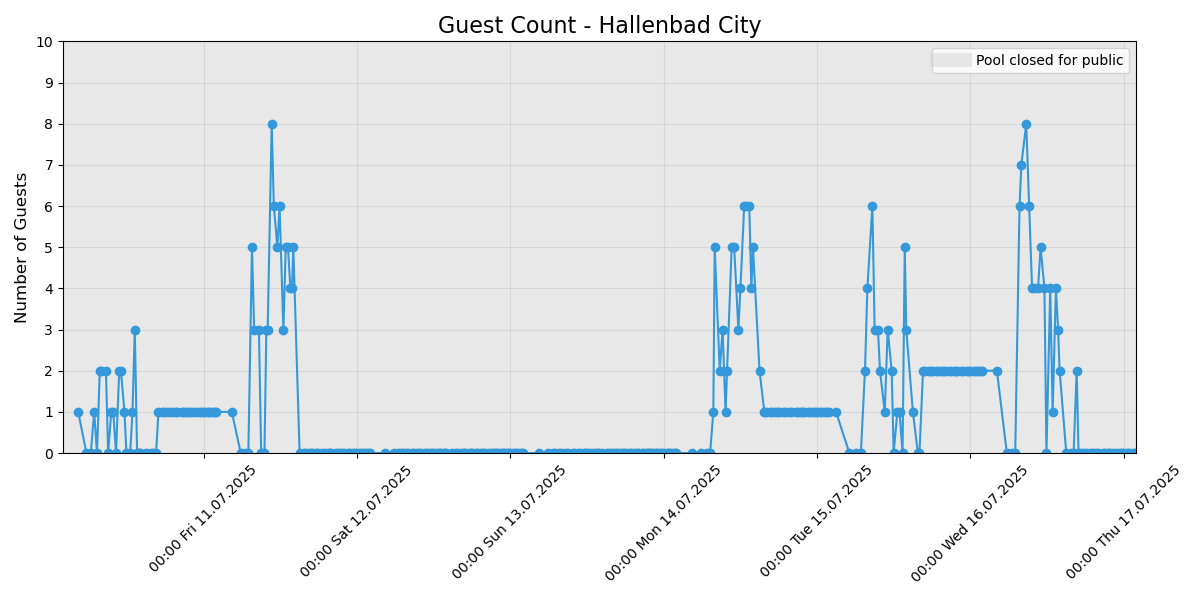 Guest Count - Hallenbad City
Pool closed for public
Number of Guests
10
9
8
7
6
5
4
3
2
1
0
00:00 Fri 11.07.2025
00:00 Sat 12.07.2025
00:00 Sun 13.07.2025
00:00 Mon 14.07.2025
00:00 Tue 15.07.2025
00:00 Wed 16.07.2025
00:00 Thu 17.07.2025